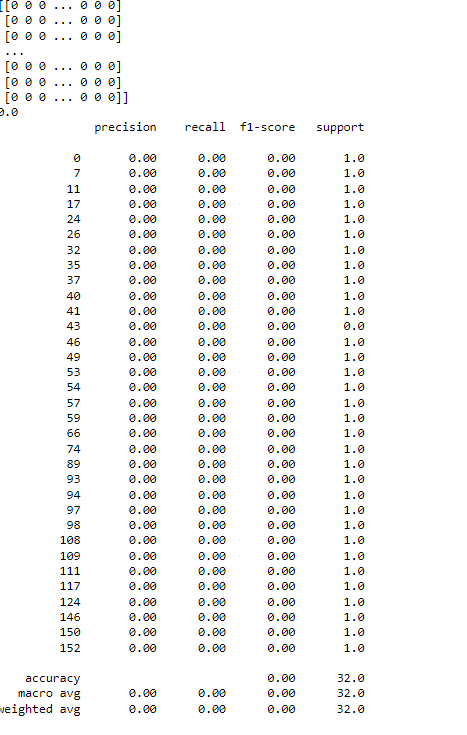 [[0 0 0 ... 0 0 0]
[0 0 0 ... 0 0 0]
[0 0 0 ... 0 0 0]
...
[0 0 0 ... 0 0 0]
[0 0 0 ... 0 0 0]
[0 0 0 ... 0 0 0]]
0.0
precision recall f1-score support
0 0.00 0.00 0.00 1.0
7 0.00 0.00 0.00 1.0
11 0.00 0.00 0.00 1.0
17 0.00 0.00 0.00 1.0
24 0.00 0.00 0.00 1.0
26 0.00 0.00 0.00 1.0
32 0.00 0.00 0.00 1.0
35 0.00 0.00 0.00 1.0
37 0.00 0.00 0.00 1.0
40 0.00 0.00 0.00 1.0
41 0.00 0.00 0.00 1.0
43 0.00 0.00 0.00 0.0
46 0.00 0.00 0.00 1.0
49 0.00 0.00 0.00 1.0
53 0.00 0.00 0.00 1.0
54 0.00 0.00 0.00 1.0
57 0.00 0.00 0.00 1.0
59 0.00 0.00 0.00 1.0
66 0.00 0.00 0.00 1.0
74 0.00 0.00 0.00 1.0
89 0.00 0.00 0.00 1.0
93 0.00 0.00 0.00 1.0
94 0.00 0.00 0.00 1.0
97 0.00 0.00 0.00 1.0
98 0.00 0.00 0.00 1.0
108 0.00 0.00 0.00 1.0
109 0.00 0.00 0.00 1.0
111 0.00 0.00 0.00 1.0
117 0.00 0.00 0.00 1.0
124 0.00 0.00 0.00 1.0
146 0.00 0.00 0.00 1.0
150 0.00 0.00 0.00 1.0
152 0.00 0.00 0.00 1.0
accuracy 0.00 32.0
macro avg 0.00 0.00 0.00 32.0
weighted avg 0.00 0.00 0.00 32.0